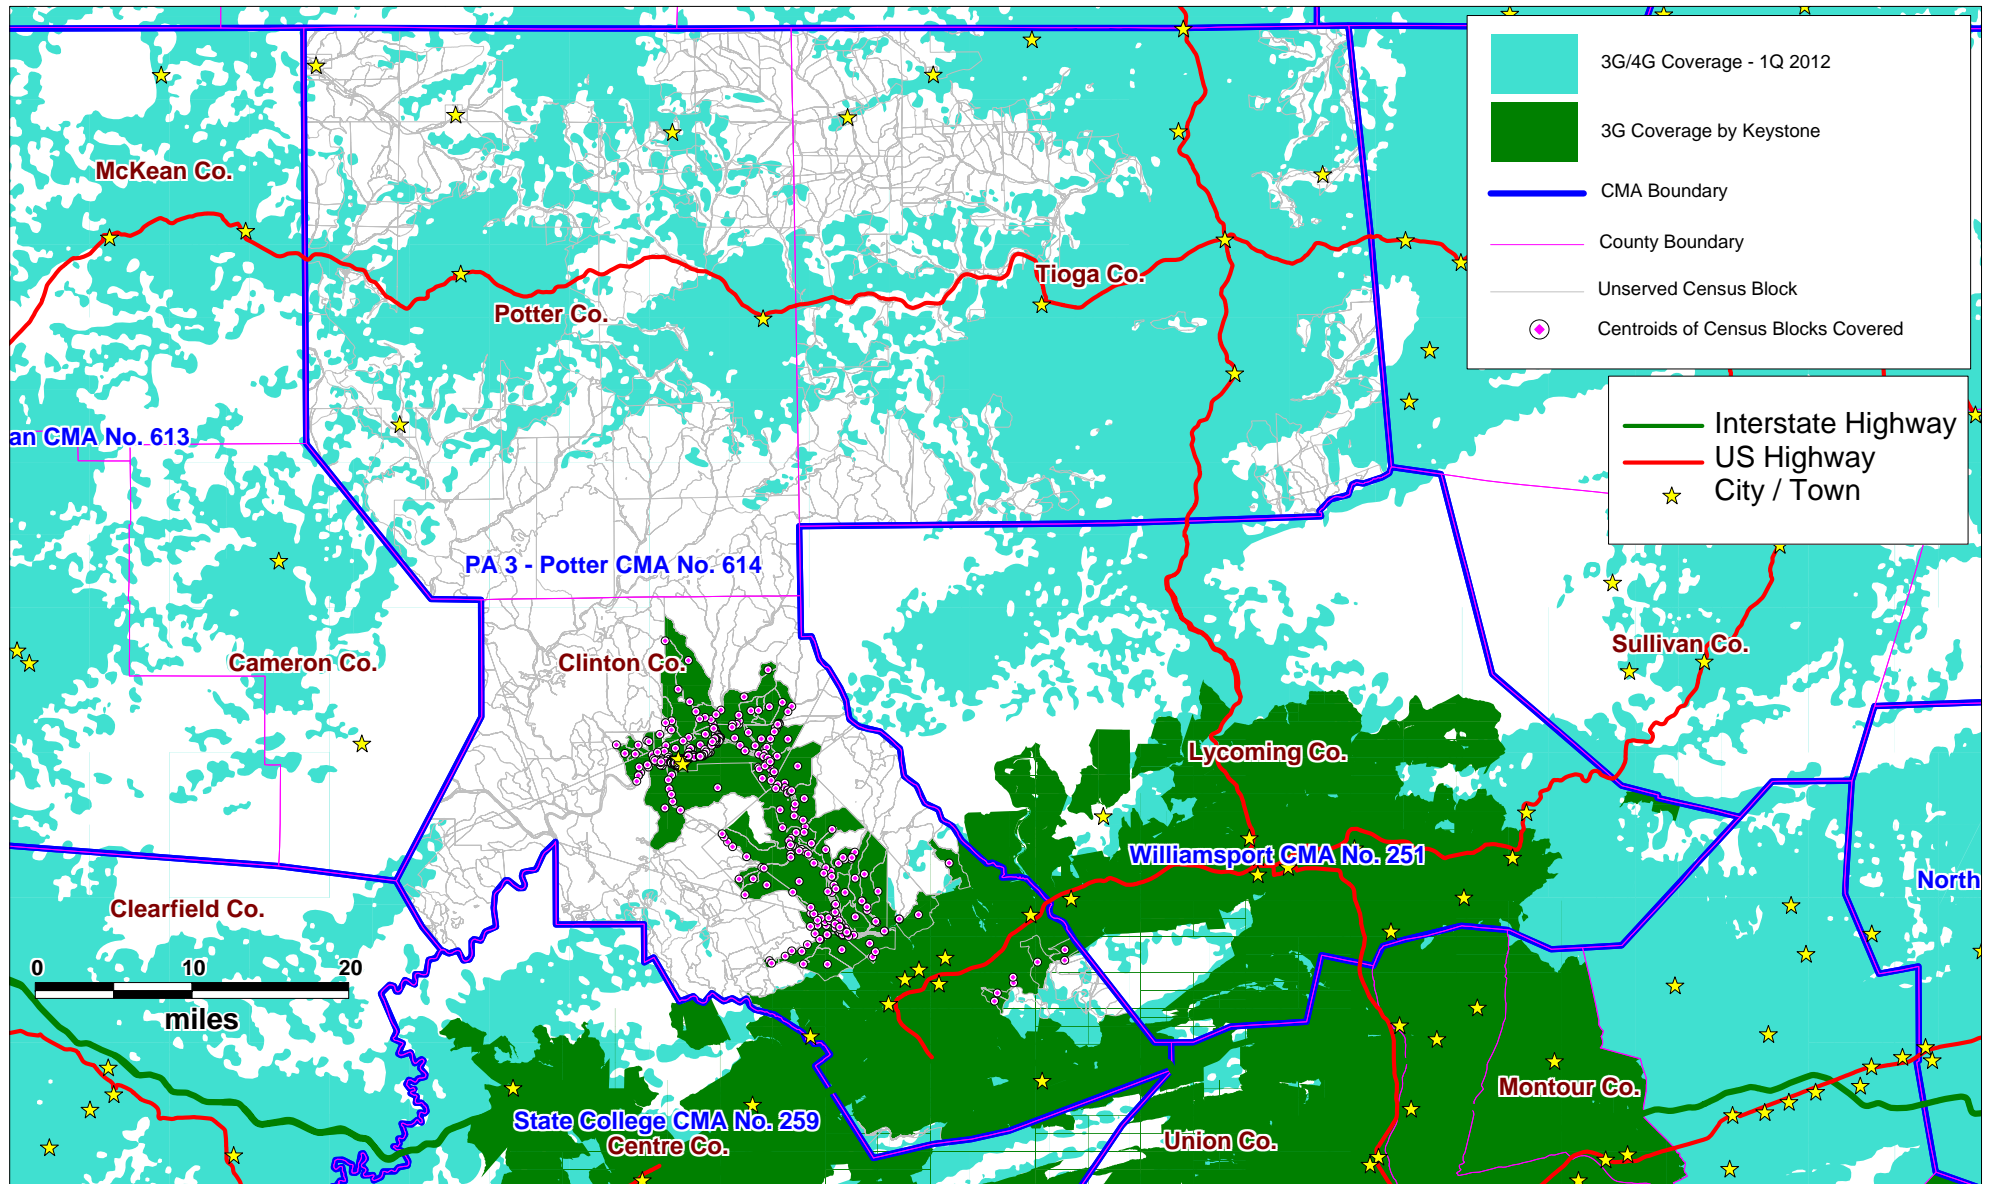 3G/4G Coverage - 1Q 2012
3G Coverage by Keystone
CMA Boundary
County Boundary
Unserved Census Block
Centroids of Census Blocks Covered
Interstate Highway
US Highway
City / Town
McKean Co.
Tioga Co.
Potter Co.
an CMA No. 613
PA 3 - Potter CMA No. 614
Sullivan Co.
Cameron Co.
Clinton Co.
Lycoming Co.
Williamsport CMA No. 251
North
Clearfield Co.
0 10 20
miles
Montour Co.
State College CMA No. 259
Centre Co.
Union Co.